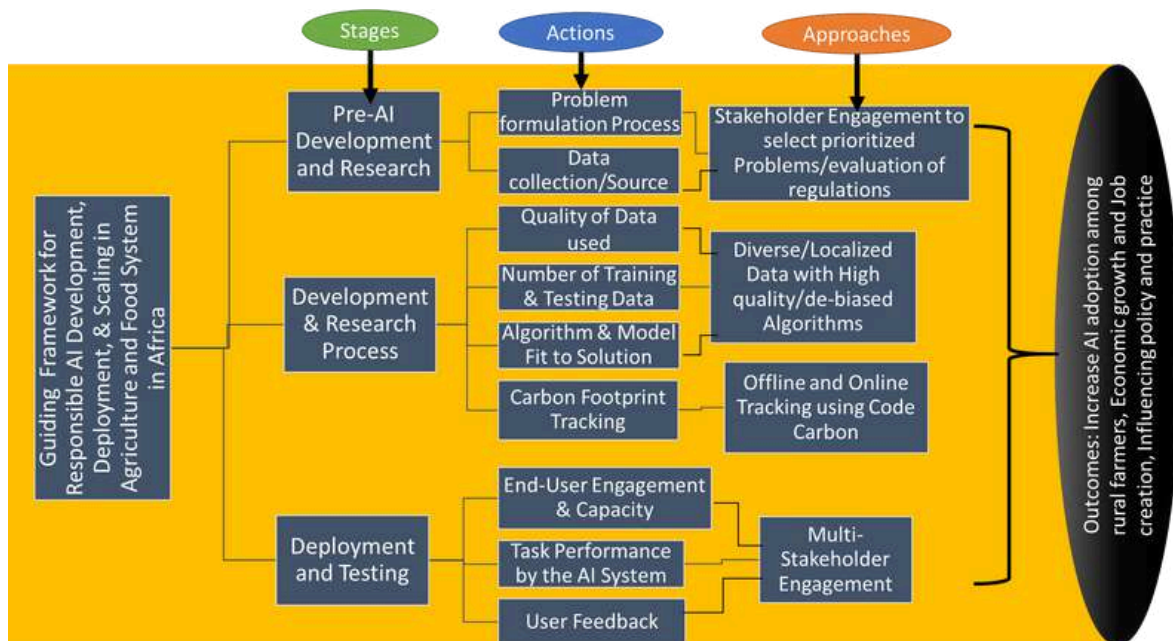 Stages
Actions
Approaches
Guiding Framework for
Responsible AI Development,
Deployment, & Scaling in
Agriculture and Food System
in Africa
Pre-AI
Development
and Research
Problem
formulation Process
Data
collection/Source
Stakeholder Engagement to
select prioritized
Problems/evaluation of
regulations
Development
& Research
Process
Quality of Data
used
Number of Training
& Testing Data
Algorithm & Model
Fit to Solution
Carbon Footprint
Tracking
Diverse/Localized
Data with High
quality/de-biased
Algorithms
Offline and Online
Tracking using Code
Carbon
Deployment
and Testing
End-User Engagement
& Capacity
Task Performance
by the AI System
User Feedback
Multi-
Stakeholder
Engagement
Outcomes: Increase AI adoption among
rural farmers, Economic growth and Job
creation, Influencing policy and practice